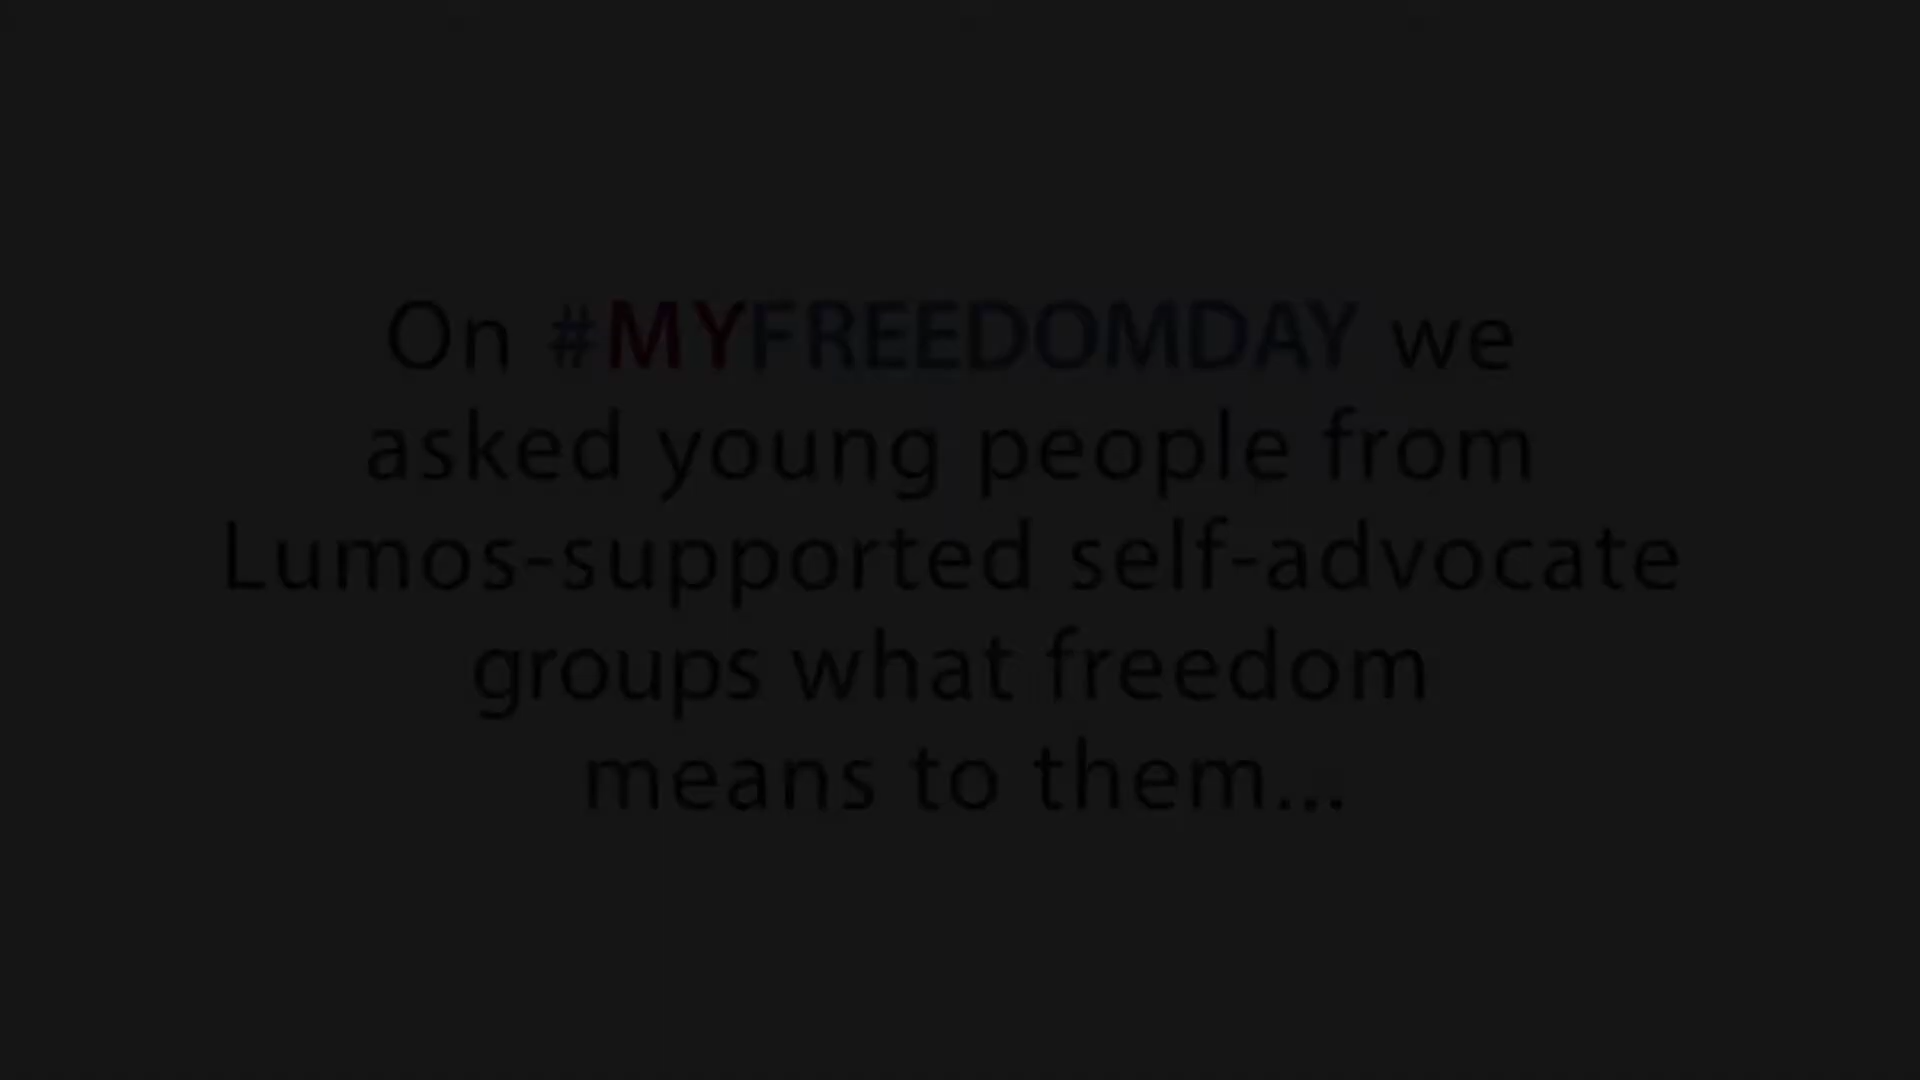 On #MYFREEDOMDAY we
asked young people from
Lumos-supported self-advocate
groups what freedom
means to them...